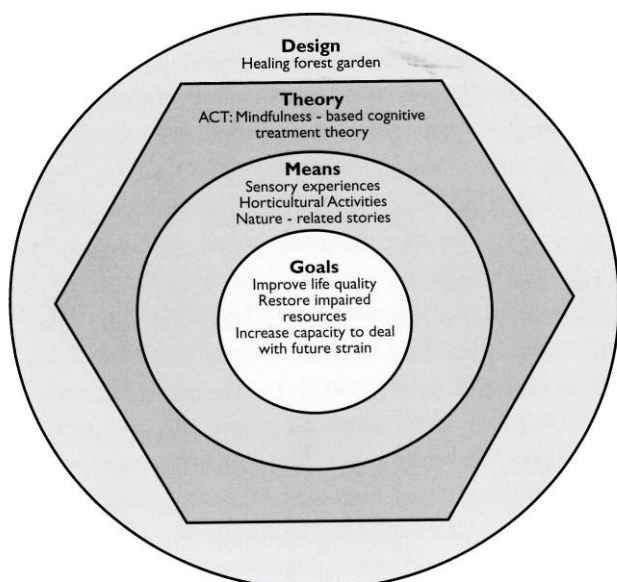 Design
Healing forest garden
Theory
ACT: Mindfulness - based cognitive
treatment theory
Means
Sensory experiences
Horticultural Activities
Nature - related stories
Goals
Improve life quality
Restore impaired
resources
Increase capacity to deal
with future strain